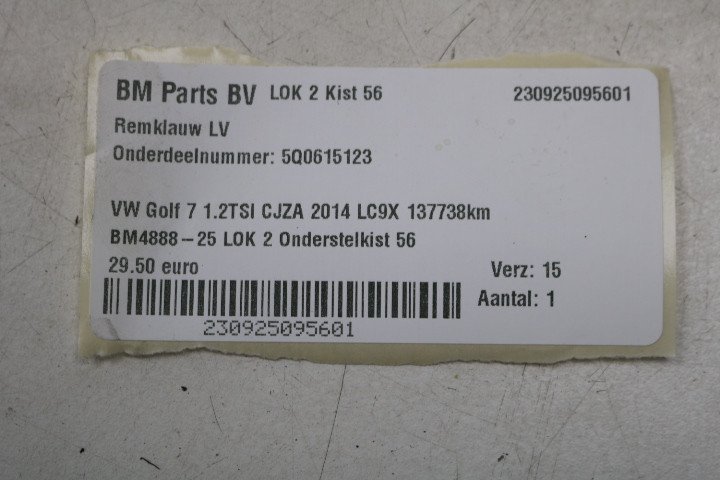 BM Parts BV LOK 2 Kist 56 230925095601
Remklauw LV
Onderdeelnummer: 5Q0615123
VW Golf 7 1.2TSI CJZA 2014 LC9X 137738km
BM4888-25 LOK 2 Onderstelkist 56
29.50 euro Verz: 15
Aantal: 1
230925095601